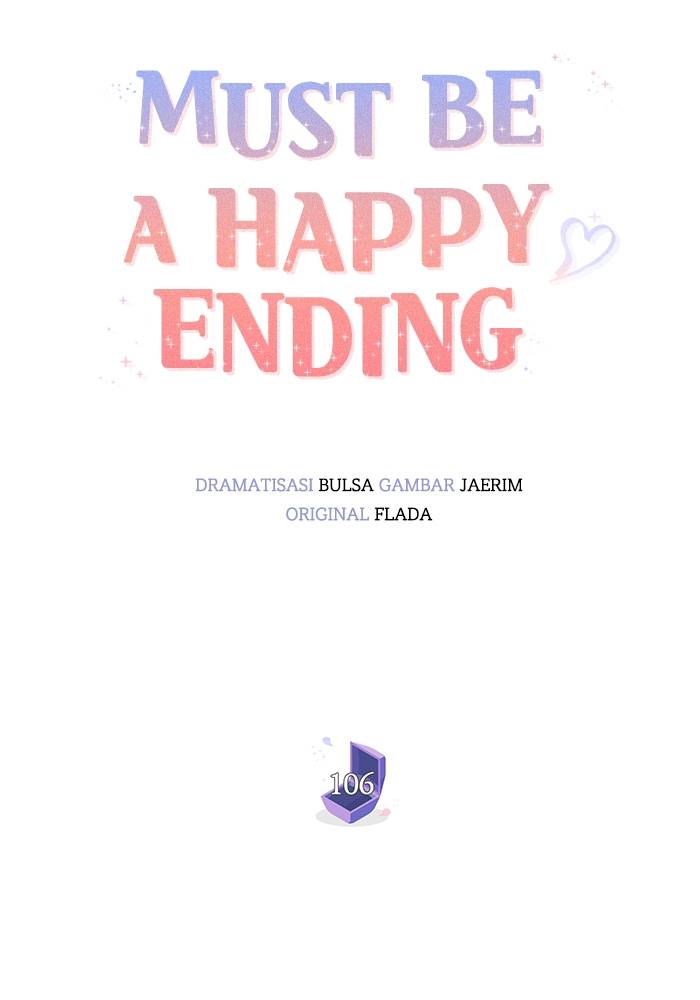 MUST BE
A HAPPY
ENDING
DRAMATISASI BULSA GAMBAR JAERIM
ORIGINAL FLADA
106